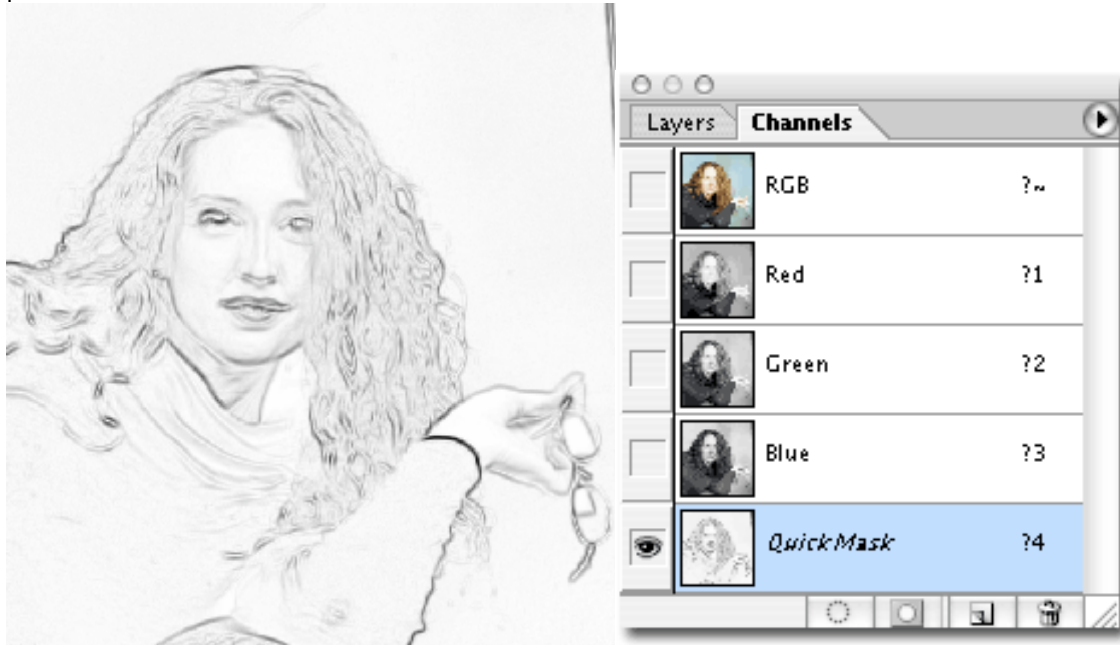 Layers Channels
RGB ?~
Red ?1
Green ?2
Blue ?3
Quick Mask ?4